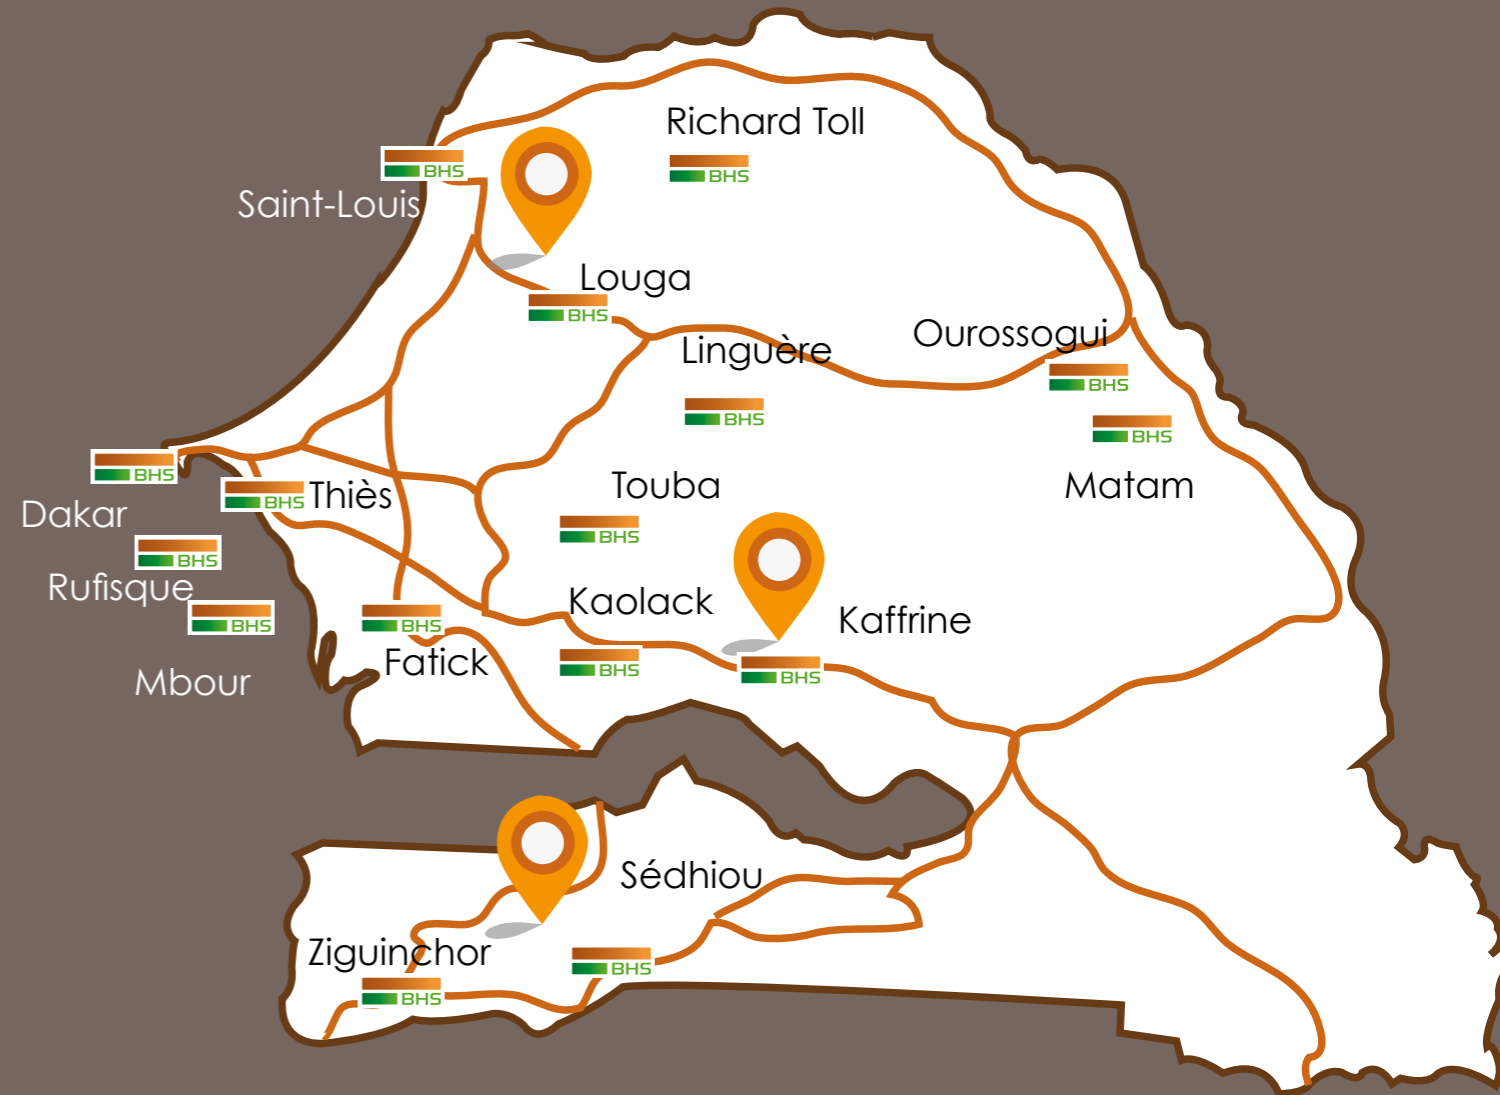 Richard Toll
BHS
BHS
Saint-Louis
Louga
BHS
Ourossogui
Linguère
BHS
BHS
BHS
BHS
Dakar
BHS
Thiès
Touba
Matam
BHS
BHS
Rufisque
Kaolack
Kaffrine
BHS
BHS
Fatick
BHS
BHS
Mbour
Sédhiou
Ziguinchor
BHS
BHS